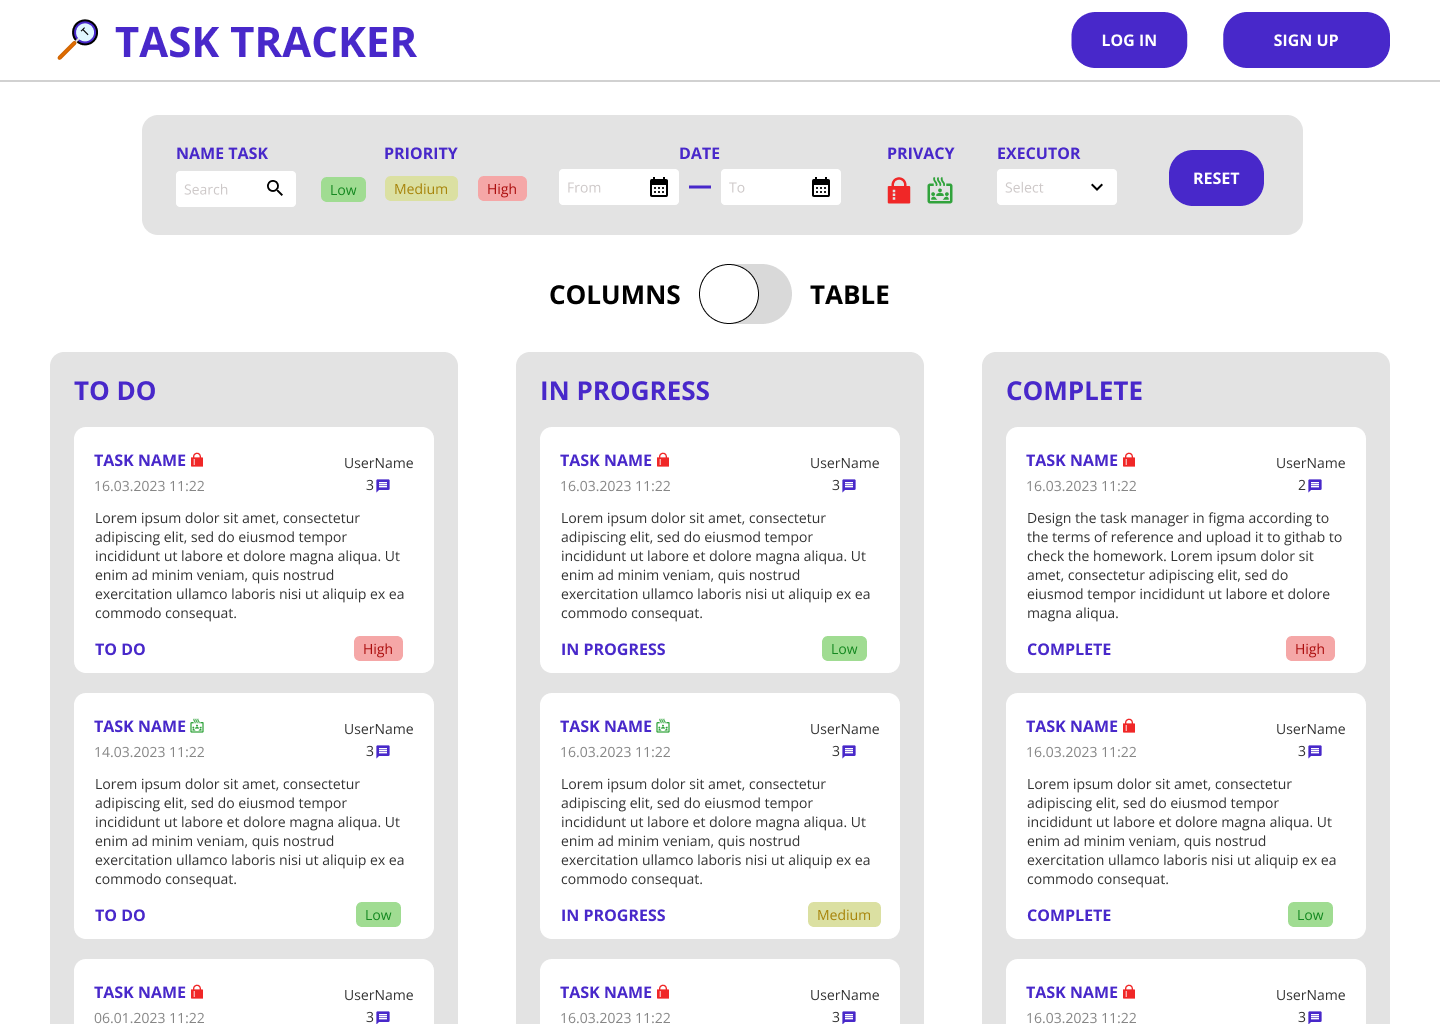 TASK TRACKER
LOG IN
SIGN UP
NAME TASK
PRIORITY
DATE
PRIVACY
EXECUTOR
Search
Low
Medium
High
From
To
Select
RESET
COLUMNS
TABLE
TO DO
TASK NAME
UserName
16.03.2023 11:22
3
Lorem ipsum dolor sit amet, consectetur
adipiscing elit, sed do eiusmod tempor
incididunt ut labore et dolore magna aliqua. Ut
enim ad minim veniam, quis nostrud
exercitation ullamco laboris nisi ut aliquip ex ea
commodo consequat.
TO DO
High
TASK NAME
UserName
14.03.2023 11:22
3
Lorem ipsum dolor sit amet, consectetur
adipiscing elit, sed do eiusmod tempor
incididunt ut labore et dolore magna aliqua. Ut
enim ad minim veniam, quis nostrud
exercitation ullamco laboris nisi ut aliquip ex ea
commodo consequat.
TO DO
Low
TASK NAME
UserName
06.01.2023 11:22
3
IN PROGRESS
TASK NAME
UserName
16.03.2023 11:22
3
Lorem ipsum dolor sit amet, consectetur
adipiscing elit, sed do eiusmod tempor
incididunt ut labore et dolore magna aliqua. Ut
enim ad minim veniam, quis nostrud
exercitation ullamco laboris nisi ut aliquip ex ea
commodo consequat.
IN PROGRESS
Low
TASK NAME
UserName
16.03.2023 11:22
3
Lorem ipsum dolor sit amet, consectetur
adipiscing elit, sed do eiusmod tempor
incididunt ut labore et dolore magna aliqua. Ut
enim ad minim veniam, quis nostrud
exercitation ullamco laboris nisi ut aliquip ex ea
commodo consequat.
IN PROGRESS
Medium
TASK NAME
UserName
16.03.2023 11:22
3
COMPLETE
TASK NAME
UserName
16.03.2023 11:22
2
Design the task manager in figma according to
the terms of reference and upload it to githab to
check the homework. Lorem ipsum dolor sit
amet, consectetur adipiscing elit, sed do
eiusmod tempor incididunt ut labore et dolore
magna aliqua.
COMPLETE
High
TASK NAME
UserName
16.03.2023 11:22
3
Lorem ipsum dolor sit amet, consectetur
adipiscing elit, sed do eiusmod tempor
incididunt ut labore et dolore magna aliqua. Ut
enim ad minim veniam, quis nostrud
exercitation ullamco laboris nisi ut aliquip ex ea
commodo consequat.
COMPLETE
Low
TASK NAME
UserName
16.03.2023 11:22
3